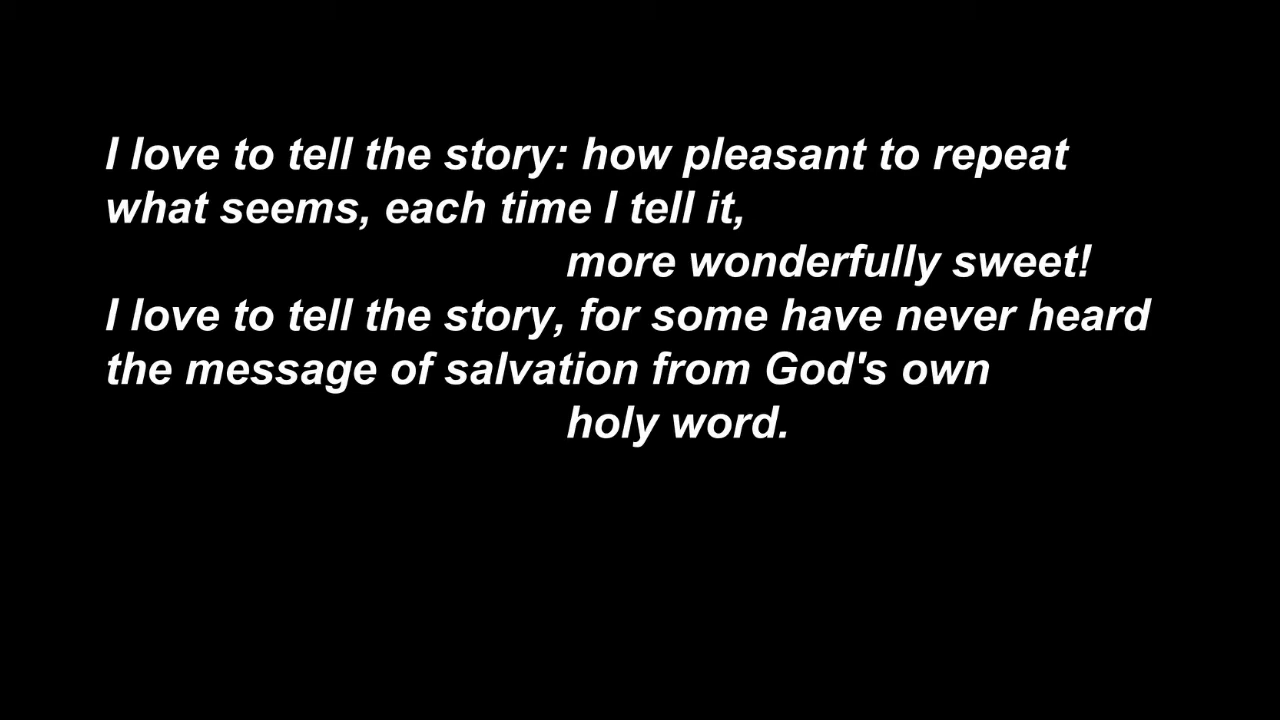 I love to tell the story: how pleasant to repeat
what seems, each time I tell it,
more wonderfully sweet!
I love to tell the story, for some have never heard
the message of salvation from God's own
holy word.